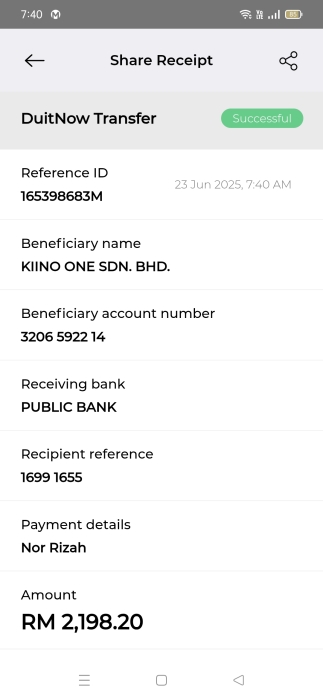 7:40
Share Receipt
DuitNow Transfer
Successful
Reference ID
165398683M
23 Jun 2025, 7:40 AM
Beneficiary name
KIINO ONE SDN. BHD.
Beneficiary account number
3206 5922 14
Receiving bank
PUBLIC BANK
Recipient reference
1699 1655
Payment details
Nor Rizah
Amount
RM 2,198.20